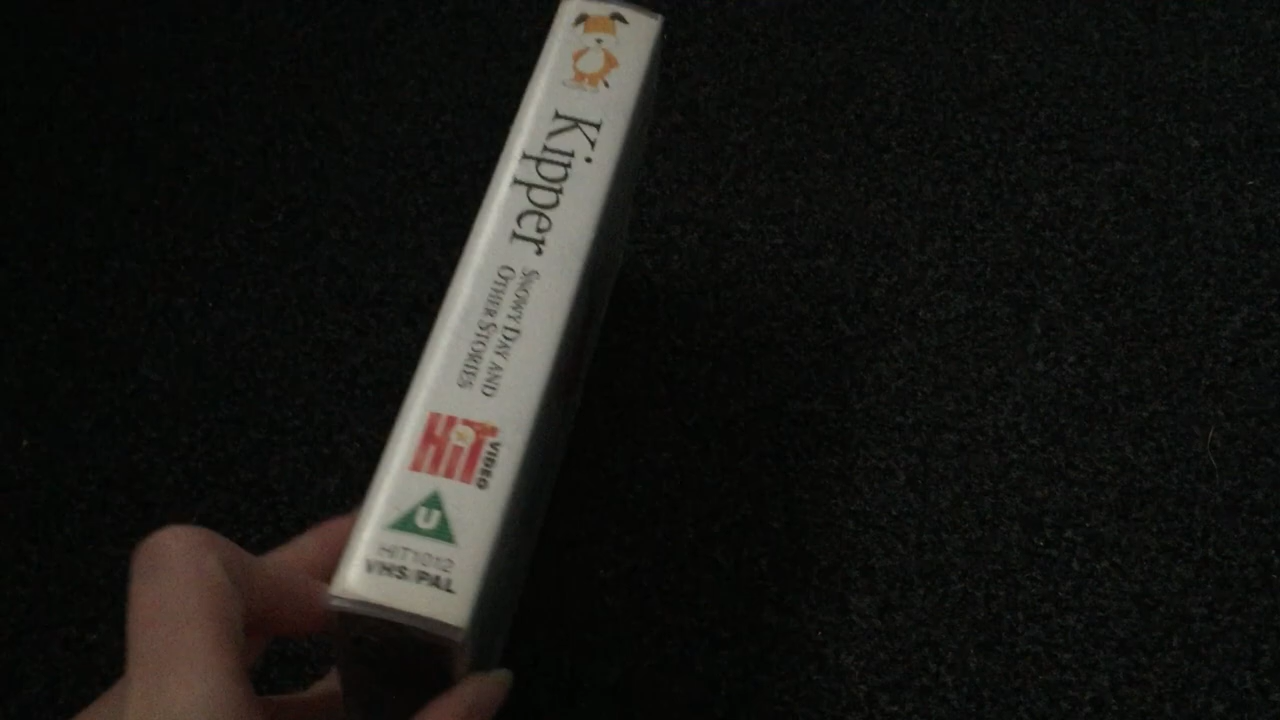 Kipper
SNOWY DAY AND
OTHER STORIES
HiT
VIDEO
U
HIT1012
VHS/PAL